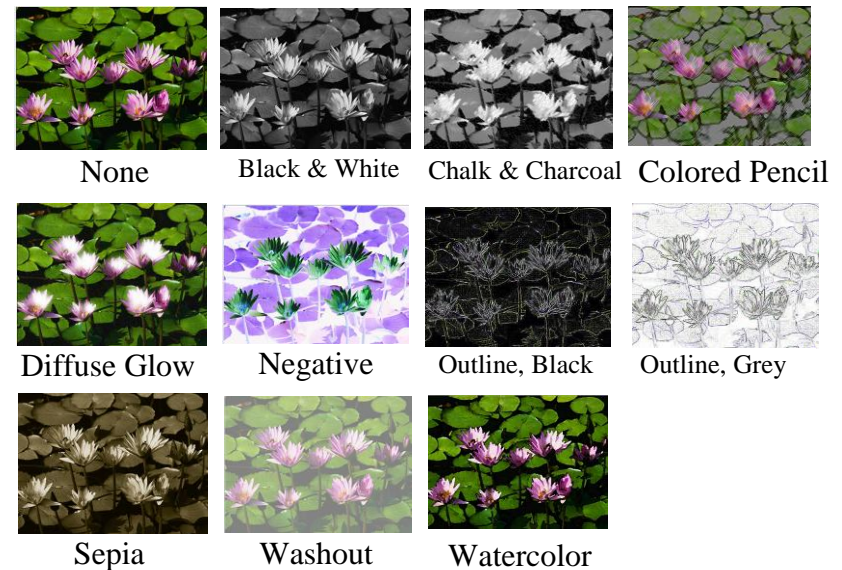 None
Black & White
Chalk & Charcoal
Colored Pencil
Diffuse Glow
Negative
Outline, Black
Outline, Grey
Sepia
Washout
Watercolor